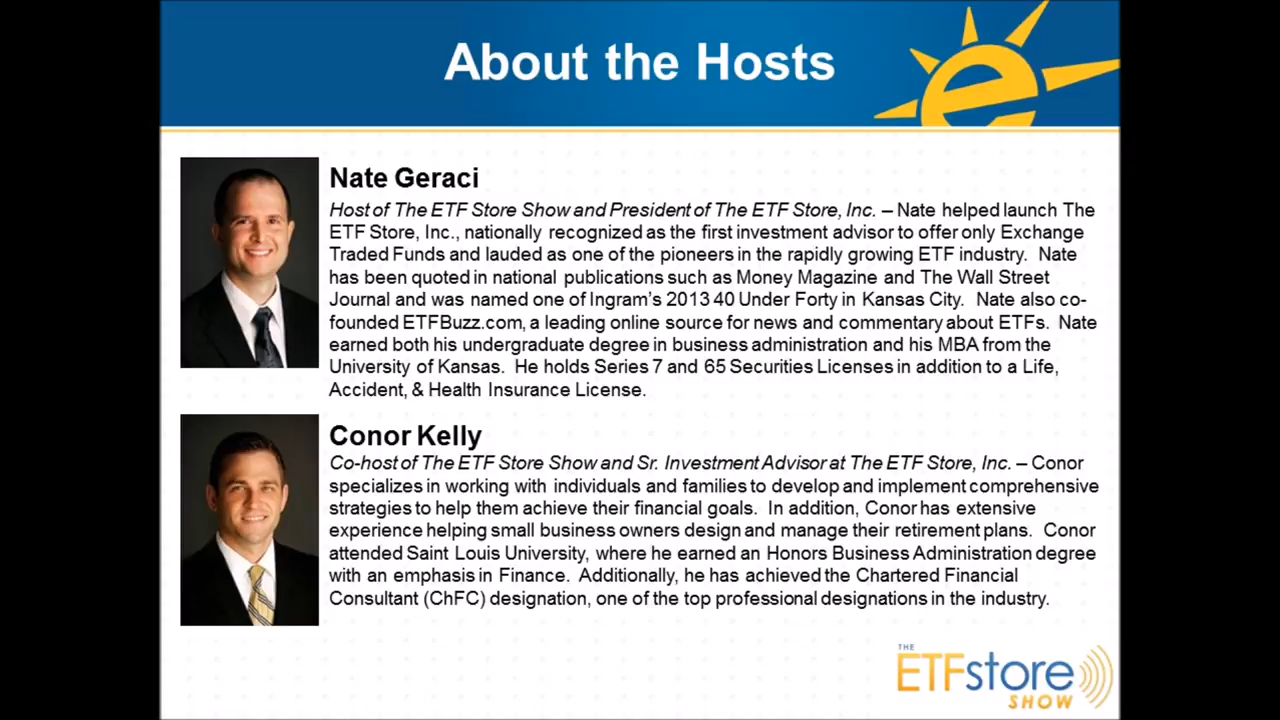 About the Hosts
Nate Geraci
Host of The ETF Store Show and President of The ETF Store, Inc. – Nate helped launch The
ETF Store, Inc., nationally recognized as the first investment advisor to offer only Exchange
Traded Funds and lauded as one of the pioneers in the rapidly growing ETF industry. Nate
has been quoted in national publications such as Money Magazine and The Wall Street
Journal and was named one of Ingram's 2013 40 Under Forty in Kansas City. Nate also co-
founded ETFBuzz.com, a leading online source for news and commentary about ETFs. Nate
earned both his undergraduate degree in business administration and his MBA from the
University of Kansas. He holds Series 7 and 65 Securities Licenses in addition to a Life,
Accident, & Health Insurance License.
Conor Kelly
Co-host of The ETF Store Show and Sr. Investment Advisor at The ETF Store, Inc. – Conor
specializes in working with individuals and families to develop and implement comprehensive
strategies to help them achieve their financial goals. In addition, Conor has extensive
experience helping small business owners design and manage their retirement plans. Conor
attended Saint Louis University, where he earned an Honors Business Administration degree
with an emphasis in Finance. Additionally, he has achieved the Chartered Financial
Consultant (ChFC) designation, one of the top professional designations in the industry.
THE
ETFstore
SHOW